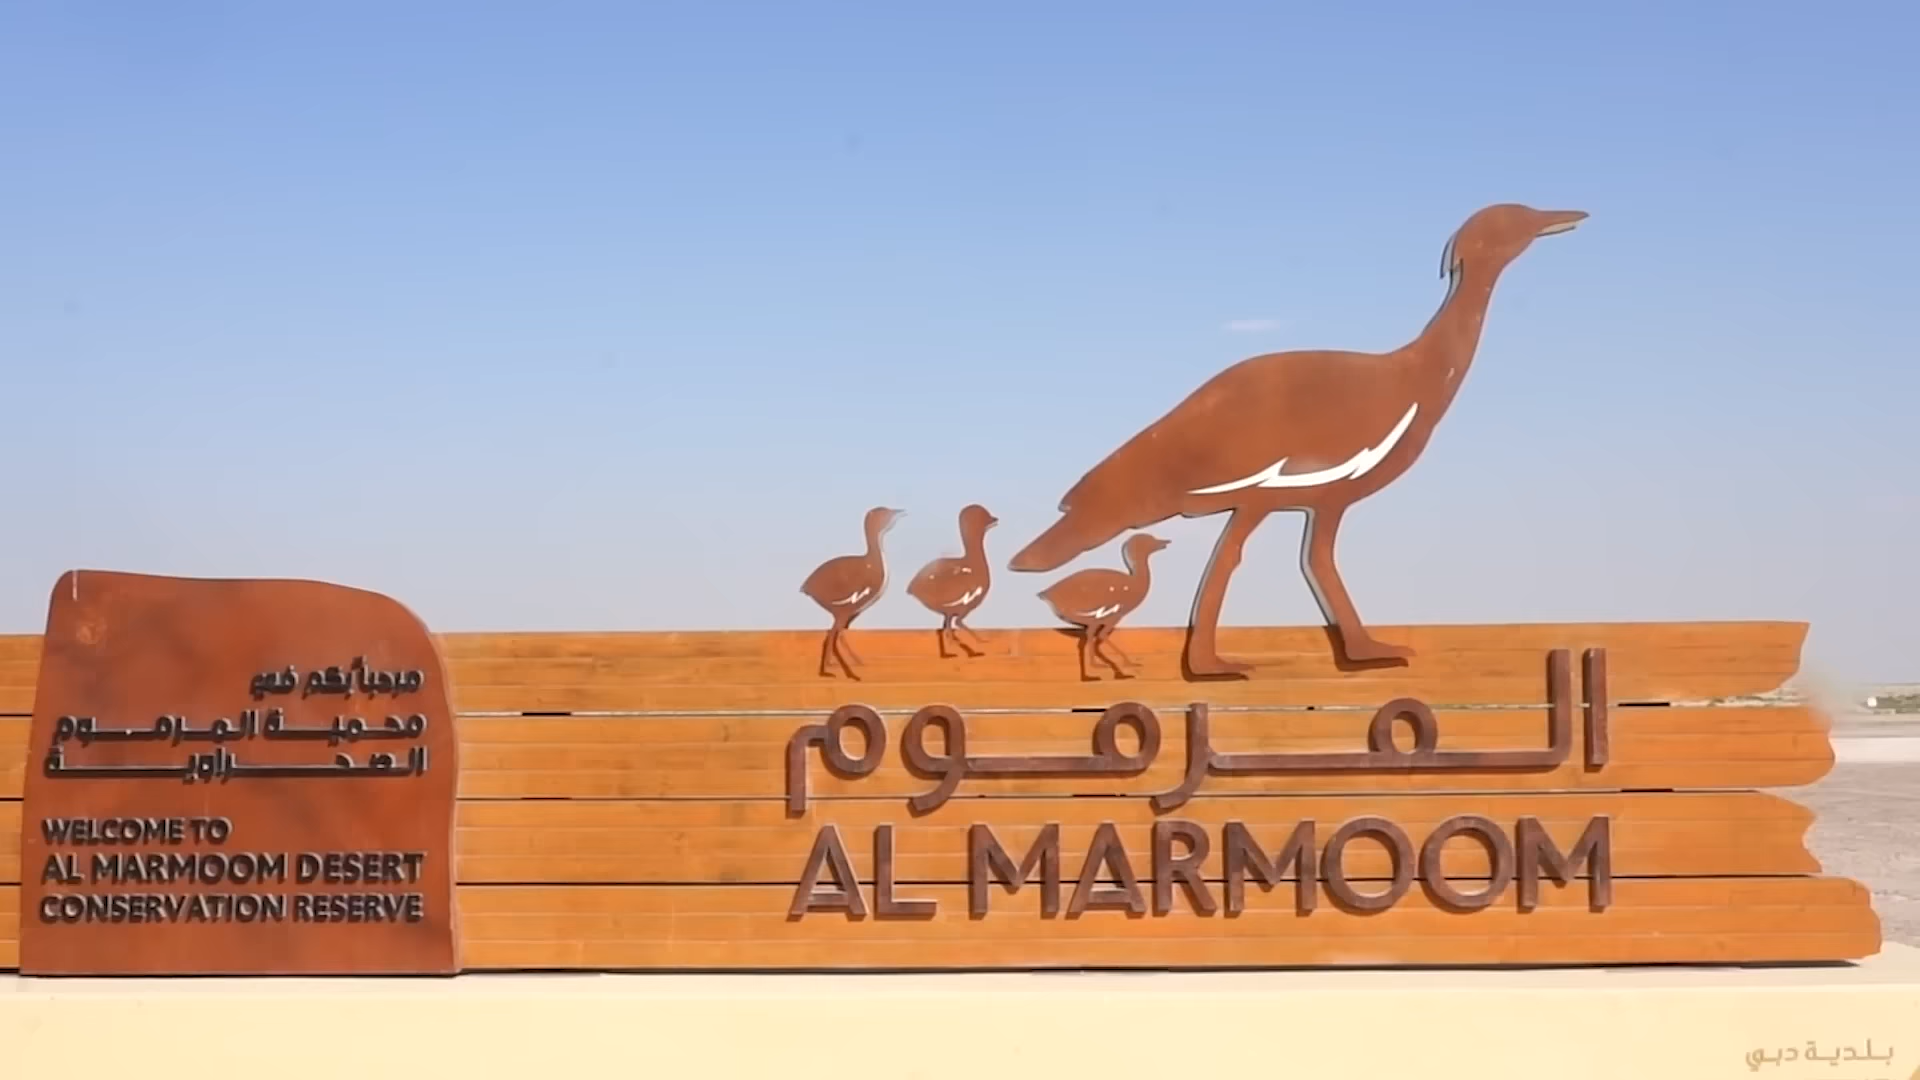 مرحباً بكم في
محمية المرموم
الصحراوية
WELCOME TO
AL MARMOOM DESERT
CONSERVATION RESERVE
المرموم
AL MARMOOM
بلدية دبي